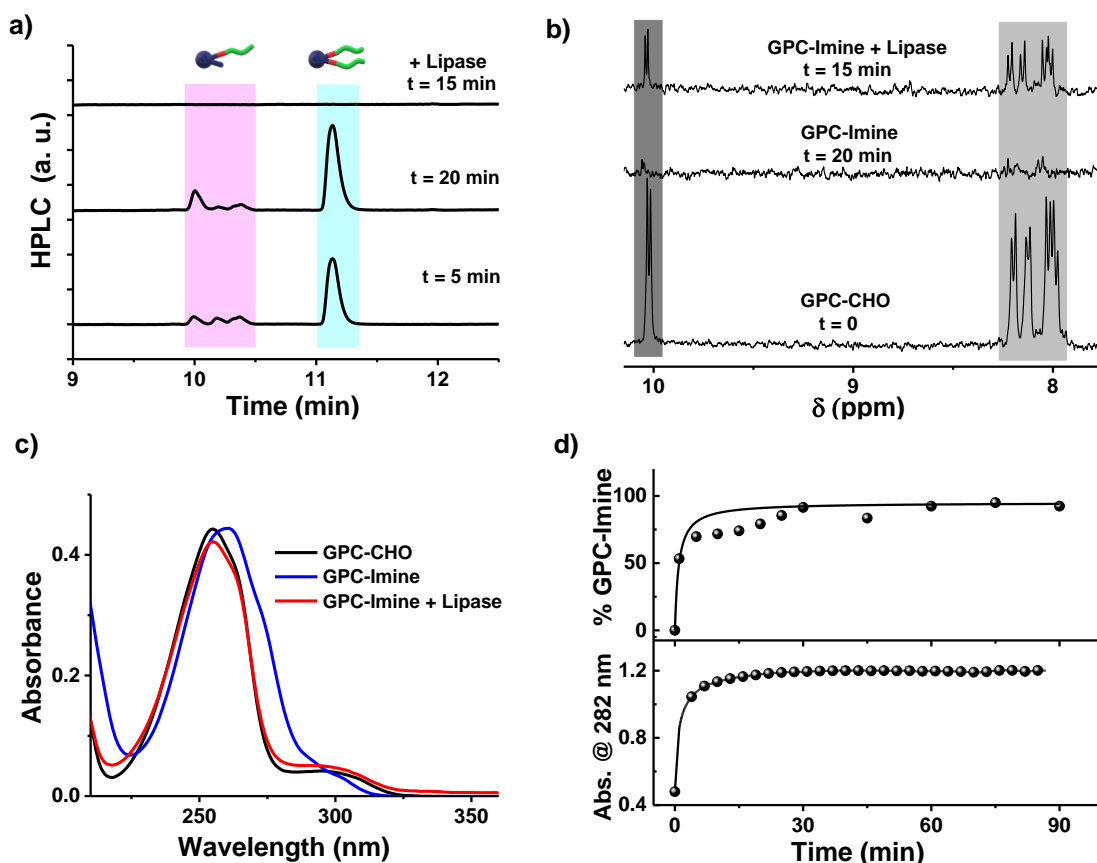 a)
+ Lipase
t = 15 min
t = 20 min
t = 5 min
HPLC (a. u.)
9 10 11 12
Time (min)
b)
GPC-Imine + Lipase
t = 15 min
GPC-Imine
t = 20 min
GPC-CHO
t = 0
10 9 8
δ (ppm)
c)
GPC-CHO
GPC-Imine
GPC-Imine + Lipase
Absorbance
0.4
0.2
0.0
250 300 350
Wavelength (nm)
d)
% GPC-Imine
100
50
0
Abs. @ 282 nm
1.2
0.8
0.4
0 30 60 90
Time (min)